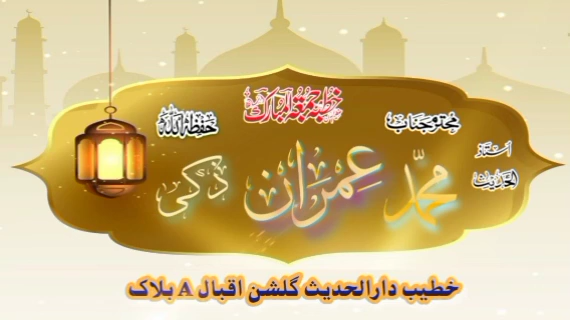 خطبہ جمعۃ المبارک
محترم جناب
حفظہ اللہ
استاذ
الحدیث
محمد عمران ذکی
خطیب دارالحدیث گلشن اقبال A بلاک